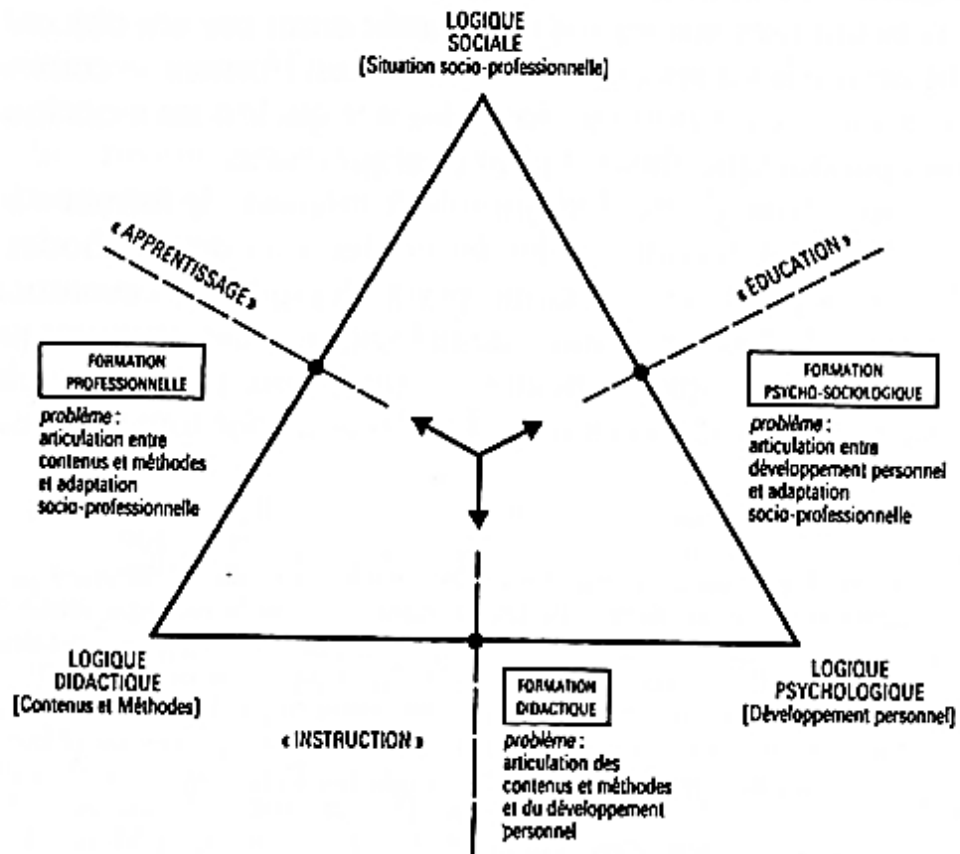 LOGIQUE
SOCIALE
[Situation socio-professionnelle]
« APPRENTISSAGE »
« ÉDUCATION »
FORMATION
PROFESSIONNELLE
problème :
articulation entre
contenus et méthodes
et adaptation
socio-professionnelle
FORMATION
PSYCHO-SOCIOLOGIQUE
problème :
articulation entre
développement personnel
et adaptation
socio-professionnelle
LOGIQUE
DIDACTIQUE
[Contenus et Méthodes]
« INSTRUCTION »
FORMATION
DIDACTIQUE
problème :
articulation des
contenus et méthodes
et du développement
personnel
LOGIQUE
PSYCHOLOGIQUE
[Développement personnel]